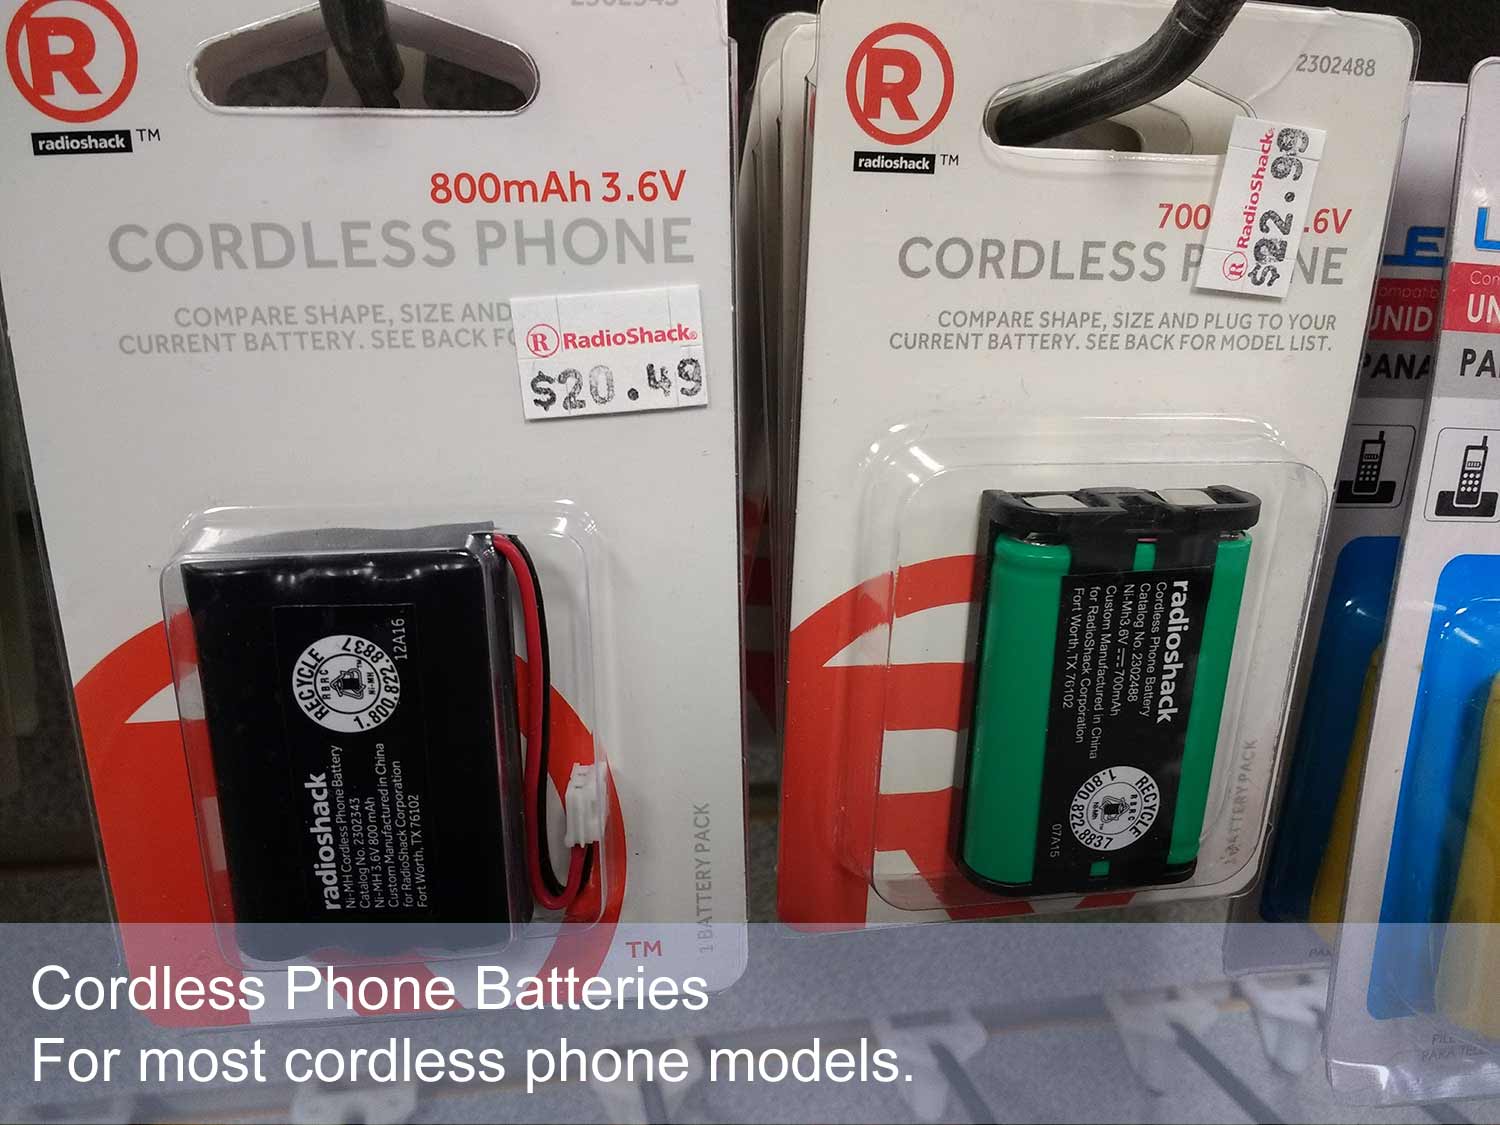 R
radioshack ™
800mAh 3.6V
CORDLESS PHONE
COMPARE SHAPE, SIZE AND
CURRENT BATTERY. SEE BACK
R RadioShack®
$20.49
RECYCLE
1.800.822.8837
RBRC
Ni-MH
12A16
radioshack
Ni-MH Cordless Phone Battery
Catalog No. 2302343
Ni-MH 3.6V 800 mAh
Custom Manufactured in China
for RadioShack Corporation
Fort Worth, TX 76102
1 BATTERY PACK
TM
R
radioshack ™
2302488
700 .6V
CORDLESS
COMPARE SHAPE, SIZE AND PLUG TO YOUR
CURRENT BATTERY. SEE BACK FOR MODEL LIST.
R RadioShack®
$22.99
radioshack
Cordless Phone Battery
Catalog No. 2302488
Ni-Mh3.6V 700mAh
Custom Manufactured in China
for RadioShack Corporation
Fort Worth, TX 76102
RECYCLE
1.800.822.8837
RBRC
07A15
BATTERY PACK
Cordless Phone Batteries
For most cordless phone models.